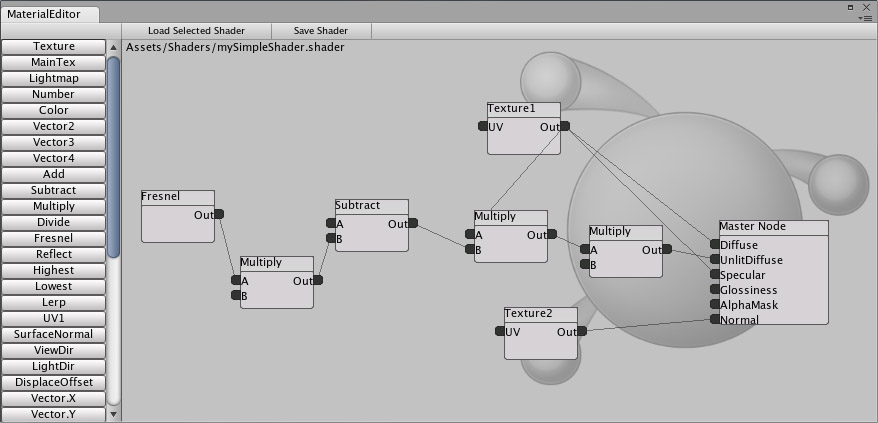 MaterialEditor
Load Selected Shader Save Shader
Assets/Shaders/mySimpleShader.shader
Texture
MainTex
Lightmap
Number
Color
Vector2
Vector3
Vector4
Add
Subtract
Multiply
Divide
Fresnel
Reflect
Highest
Lowest
Lerp
UV1
SurfaceNormal
ViewDir
LightDir
DisplaceOffset
Vector.X
Vector.Y
Fresnel
Out
Multiply
A Out
B
Subtract
A Out
B
Texture1
UV Out
Multiply
A Out
B
Multiply
A Out
B
Texture2
UV Out
Master Node
Diffuse
UnlitDiffuse
Specular
Glossiness
AlphaMask
Normal